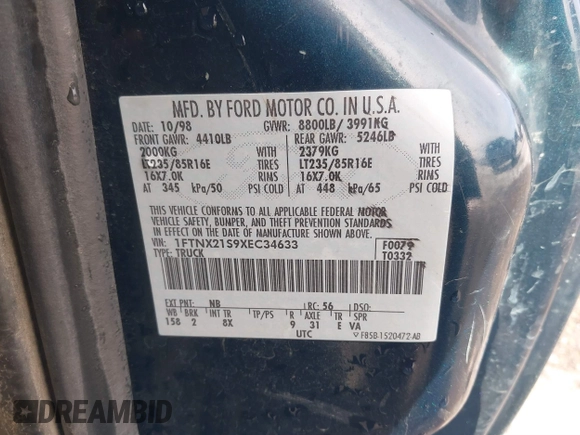 MFD. BY FORD MOTOR CO. IN U.S.A.
DATE: 10/98 GVWR: 8800LB/ 3991KG
FRONT GAWR: 4410LB REAR GAWR: 5246LB
2000KG WITH 2379KG WITH
LT235/85R16E TIRES LT235/85R16E TIRES
16X7.0K RIMS 16X7.0K RIMS
AT 345 kPa/50 PSI COLD AT 448 kPa/65 PSI COLD
THIS VEHICLE CONFORMS TO ALL APPLICABLE FEDERAL MOTOR
VEHICLE SAFETY, BUMPER, AND THEFT PREVENTION STANDARDS
IN EFFECT ON THE DATE OF MANUFACTURE SHOWN ABOVE.
VIN: 1FTNX21S9XEC34633 F0079
TYPE: TRUCK T0332
EXT PNT: NB RC: 56 DSO:
WB BRK INT TR TP/PS R AXLE TR SPR
158 2 8X 9 31 E VA
UTC F85B-1520472-AB
DREAMBID